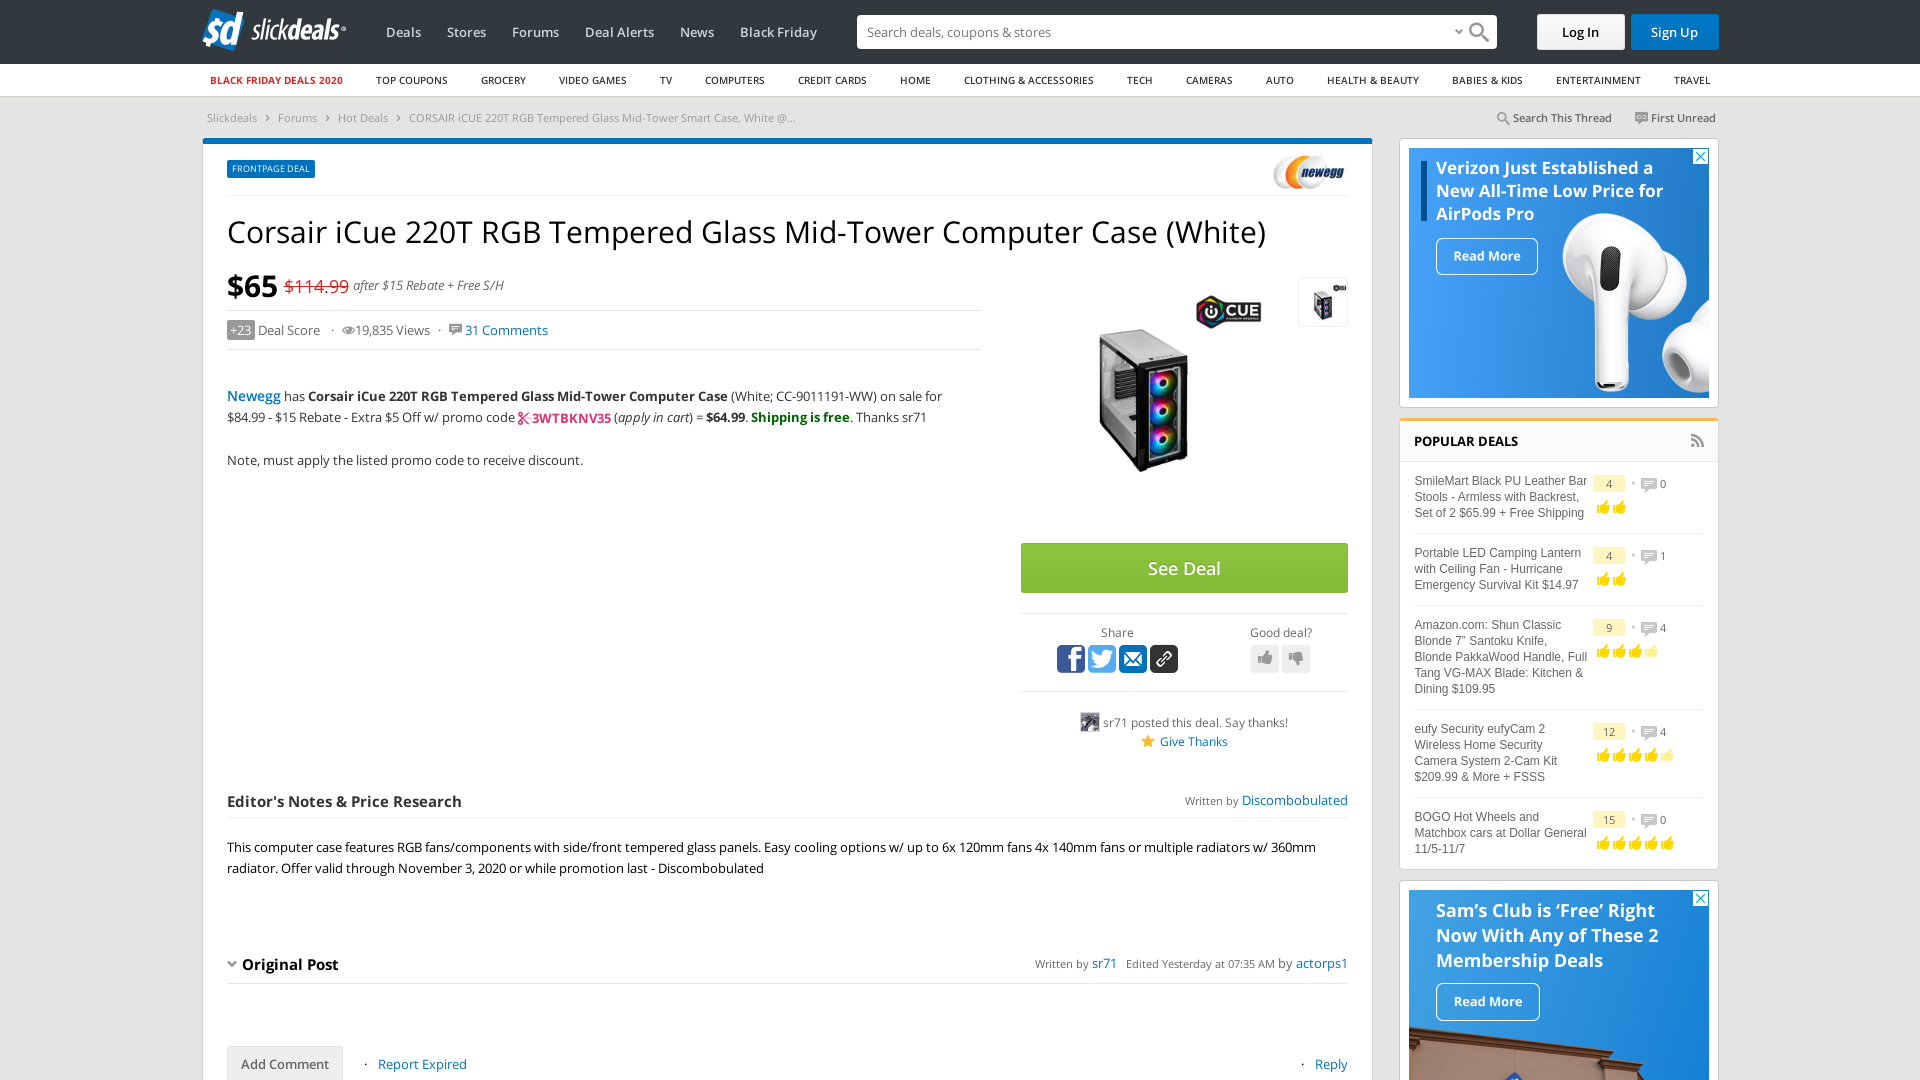 sd slickdeals
Deals Stores Forums Deal Alerts News Black Friday
Search deals, coupons & stores
Log In Sign Up
BLACK FRIDAY DEALS 2020 TOP COUPONS GROCERY VIDEO GAMES TV COMPUTERS CREDIT CARDS HOME CLOTHING & ACCESSORIES TECH CAMERAS AUTO HEALTH & BEAUTY BABIES & KIDS ENTERTAINMENT TRAVEL
Slickdeals > Forums > Hot Deals > CORSAIR iCUE 220T RGB Tempered Glass Mid-Tower Smart Case, White @...
Search This Thread First Unread
FRONTPAGE DEAL
newegg
Corsair iCue 220T RGB Tempered Glass Mid-Tower Computer Case (White)
$65 $114.99 after $15 Rebate + Free S/H
+23 Deal Score · 19,835 Views · 31 Comments
Newegg has Corsair iCue 220T RGB Tempered Glass Mid-Tower Computer Case (White; CC-9011191-WW) on sale for
$84.99 - $15 Rebate - Extra $5 Off w/ promo code 3WTBKNV35 (apply in cart) = $64.99. Shipping is free. Thanks sr71
Note, must apply the listed promo code to receive discount.
iCUE
See Deal
Share
Good deal?
sr71 posted this deal. Say thanks!
Give Thanks
Editor's Notes & Price Research
Written by Discombobulated
This computer case features RGB fans/components with side/front tempered glass panels. Easy cooling options w/ up to 6x 120mm fans 4x 140mm fans or multiple radiators w/ 360mm
radiator. Offer valid through November 3, 2020 or while promotion last - Discombobulated
Original Post
Written by sr71 Edited Yesterday at 07:35 AM by actorps1
Add Comment · Report Expired
· Reply
Verizon Just Established a
New All-Time Low Price for
AirPods Pro
Read More
POPULAR DEALS
SmileMart Black PU Leather Bar
Stools - Armless with Backrest,
Set of 2 $65.99 + Free Shipping
4 • 0
Portable LED Camping Lantern
with Ceiling Fan - Hurricane
Emergency Survival Kit $14.97
4 • 1
Amazon.com: Shun Classic
Blonde 7” Santoku Knife,
Blonde PakkaWood Handle, Full
Tang VG-MAX Blade: Kitchen &
Dining $109.95
9 • 4
eufy Security eufyCam 2
Wireless Home Security
Camera System 2-Cam Kit
$209.99 & More + FSSS
12 • 4
BOGO Hot Wheels and
Matchbox cars at Dollar General
11/5-11/7
15 • 0
Sam’s Club is ‘Free’ Right
Now With Any of These 2
Membership Deals
Read More